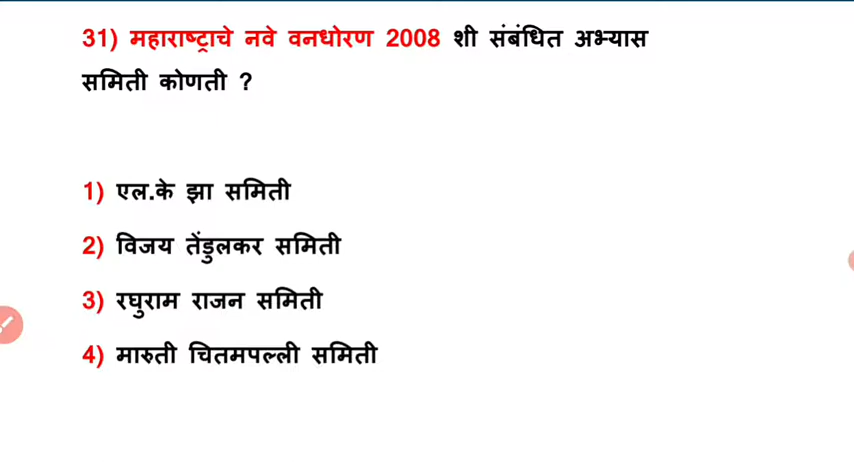 31) महाराष्ट्राचे नवे वनधोरण 2008 शी संबंधित अभ्यास
समिती कोणती ?
1) एल.के झा समिती
2) विजय तेंडुलकर समिती
3) रघुराम राजन समिती
4) मारुती चितमपल्ली समिती